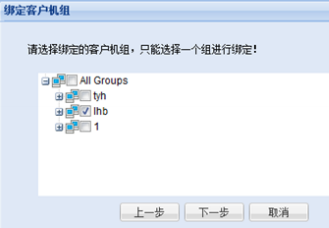 绑定客户机组
请选择绑定的客户机组，只能选择一个组进行绑定！
All Groups
tyh
lhb
1
上一步 下一步 取消